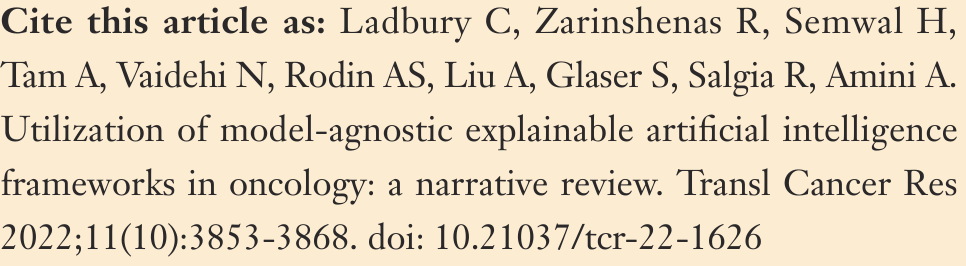 Cite this article as: Ladbury C, Zarinshenas R, Semwal H,
Tam A, Vaidehi N, Rodin AS, Liu A, Glaser S, Salgia R, Amini A.
Utilization of model-agnostic explainable artificial intelligence
frameworks in oncology: a narrative review. Transl Cancer Res
2022;11(10):3853-3868. doi: 10.21037/tcr-22-1626